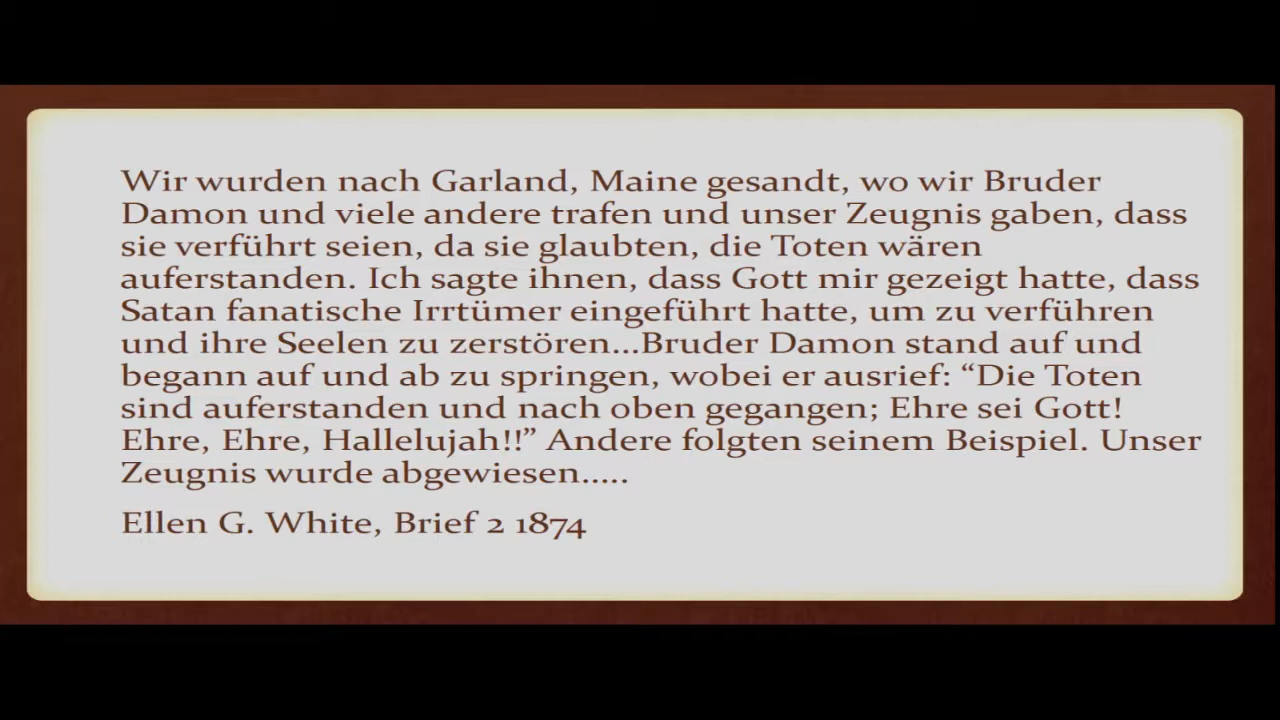 Wir wurden nach Garland, Maine gesandt, wo wir Bruder
Damon und viele andere trafen und unser Zeugnis gaben, dass
sie verführt seien, da sie glaubten, die Toten wären
auferstanden. Ich sagte ihnen, dass Gott mir gezeigt hatte, dass
Satan fanatische Irrtümer eingeführt hatte, um zu verführen
und ihre Seelen zu zerstören...Bruder Damon stand auf und
begann auf und ab zu springen, wobei er ausrief: “Die Toten
sind auferstanden und nach oben gegangen; Ehre sei Gott!
Ehre, Ehre, Hallelujah!!” Andere folgten seinem Beispiel. Unser
Zeugnis wurde abgewiesen.....
Ellen G. White, Brief 2 1874